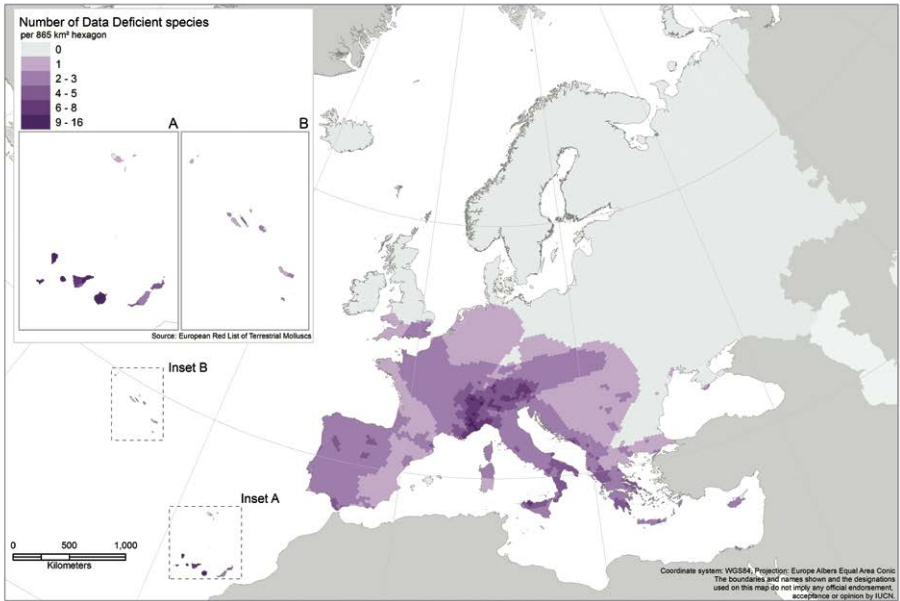 Number of Data Deficient species
per 865 km² hexagon
0
1
2 - 3
4 - 5
6 - 8
9 - 16
A
B
Source: European Red List of Terrestrial Molluscs
Inset B
Inset A
0 500 1,000
Kilometers
Coordinate system: WGS84, Projection: Europe Albers Equal Area Conic
The boundaries and names shown and the designations
used on this map do not imply any official endorsement,
acceptance or opinion by IUCN.